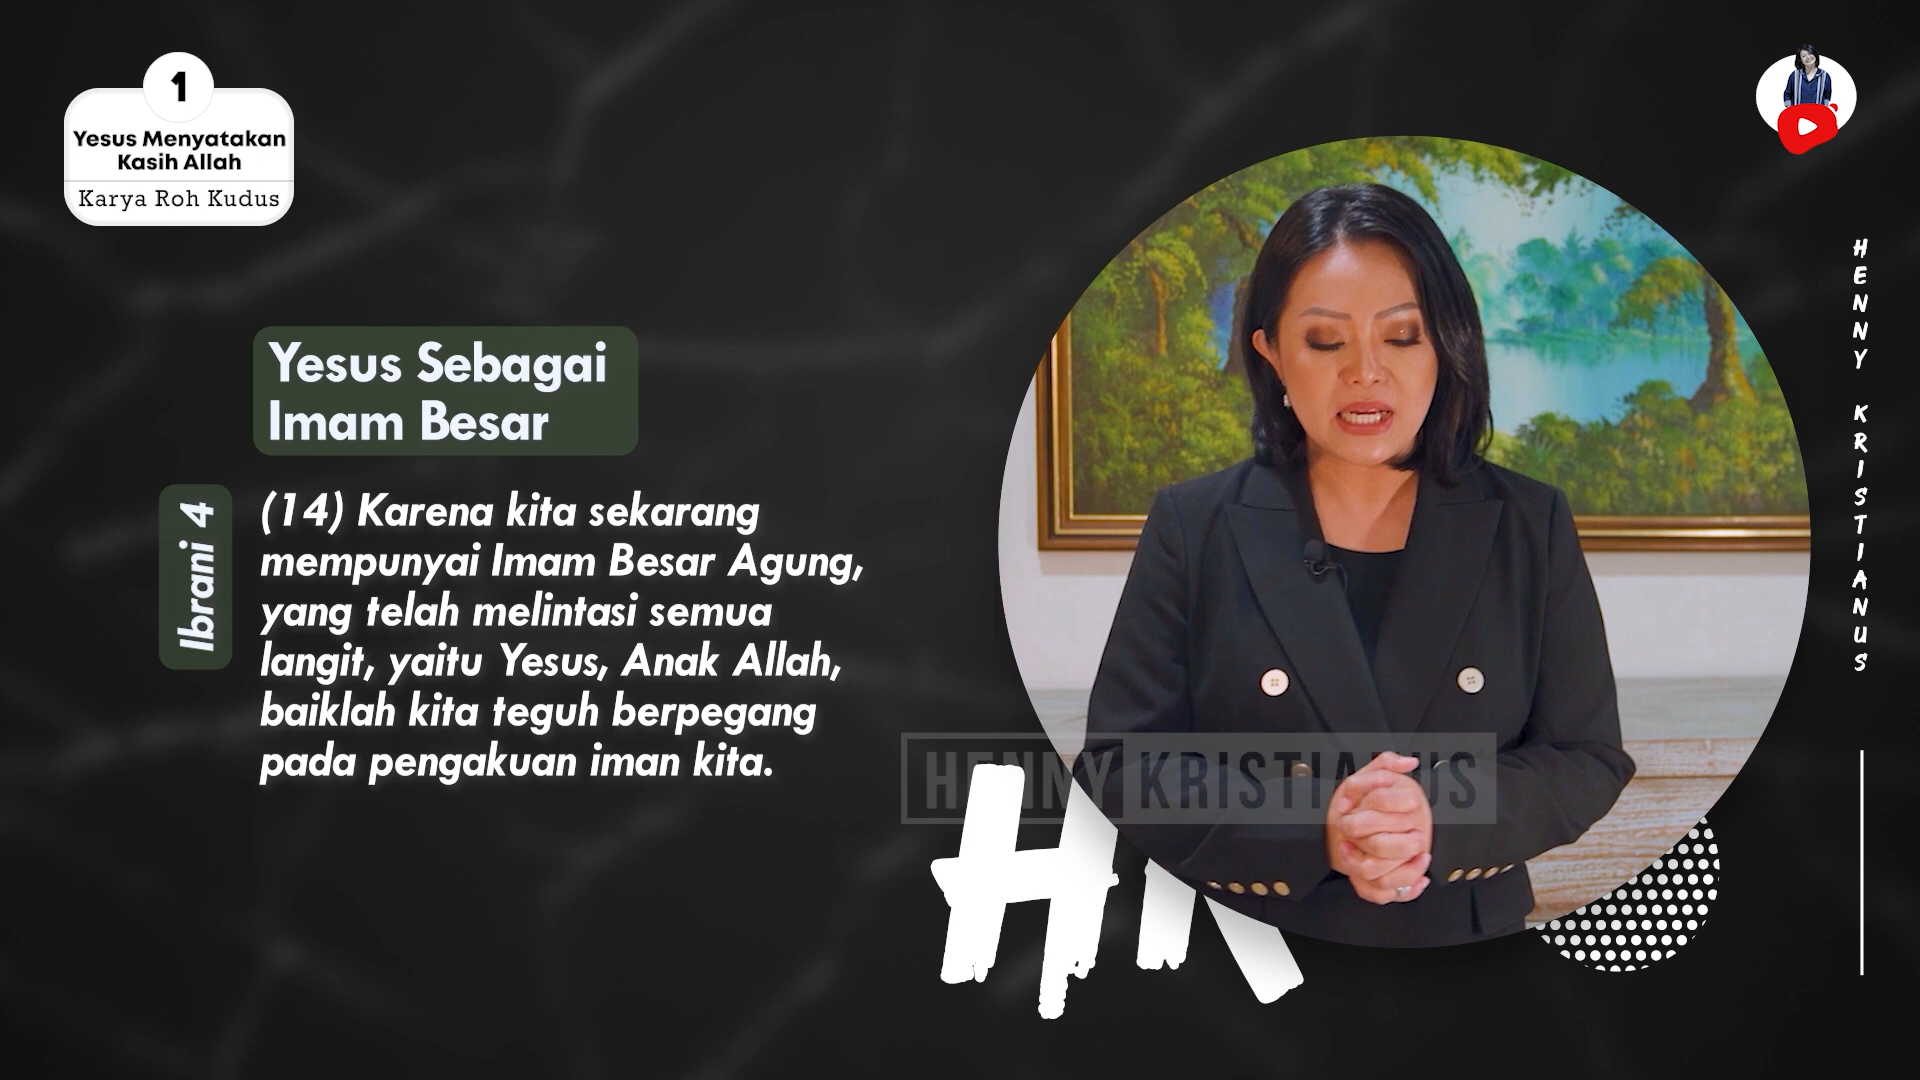 1
Yesus Menyatakan
Kasih Allah
Karya Roh Kudus
Yesus Sebagai
Imam Besar
Ibrani 4
(14) Karena kita sekarang
mempunyai Imam Besar Agung,
yang telah melintasi semua
langit, yaitu Yesus, Anak Allah,
baiklah kita teguh berpegang
pada pengakuan iman kita.
HENNY KRISTIANUS
HK
HENNY KRISTIANUS